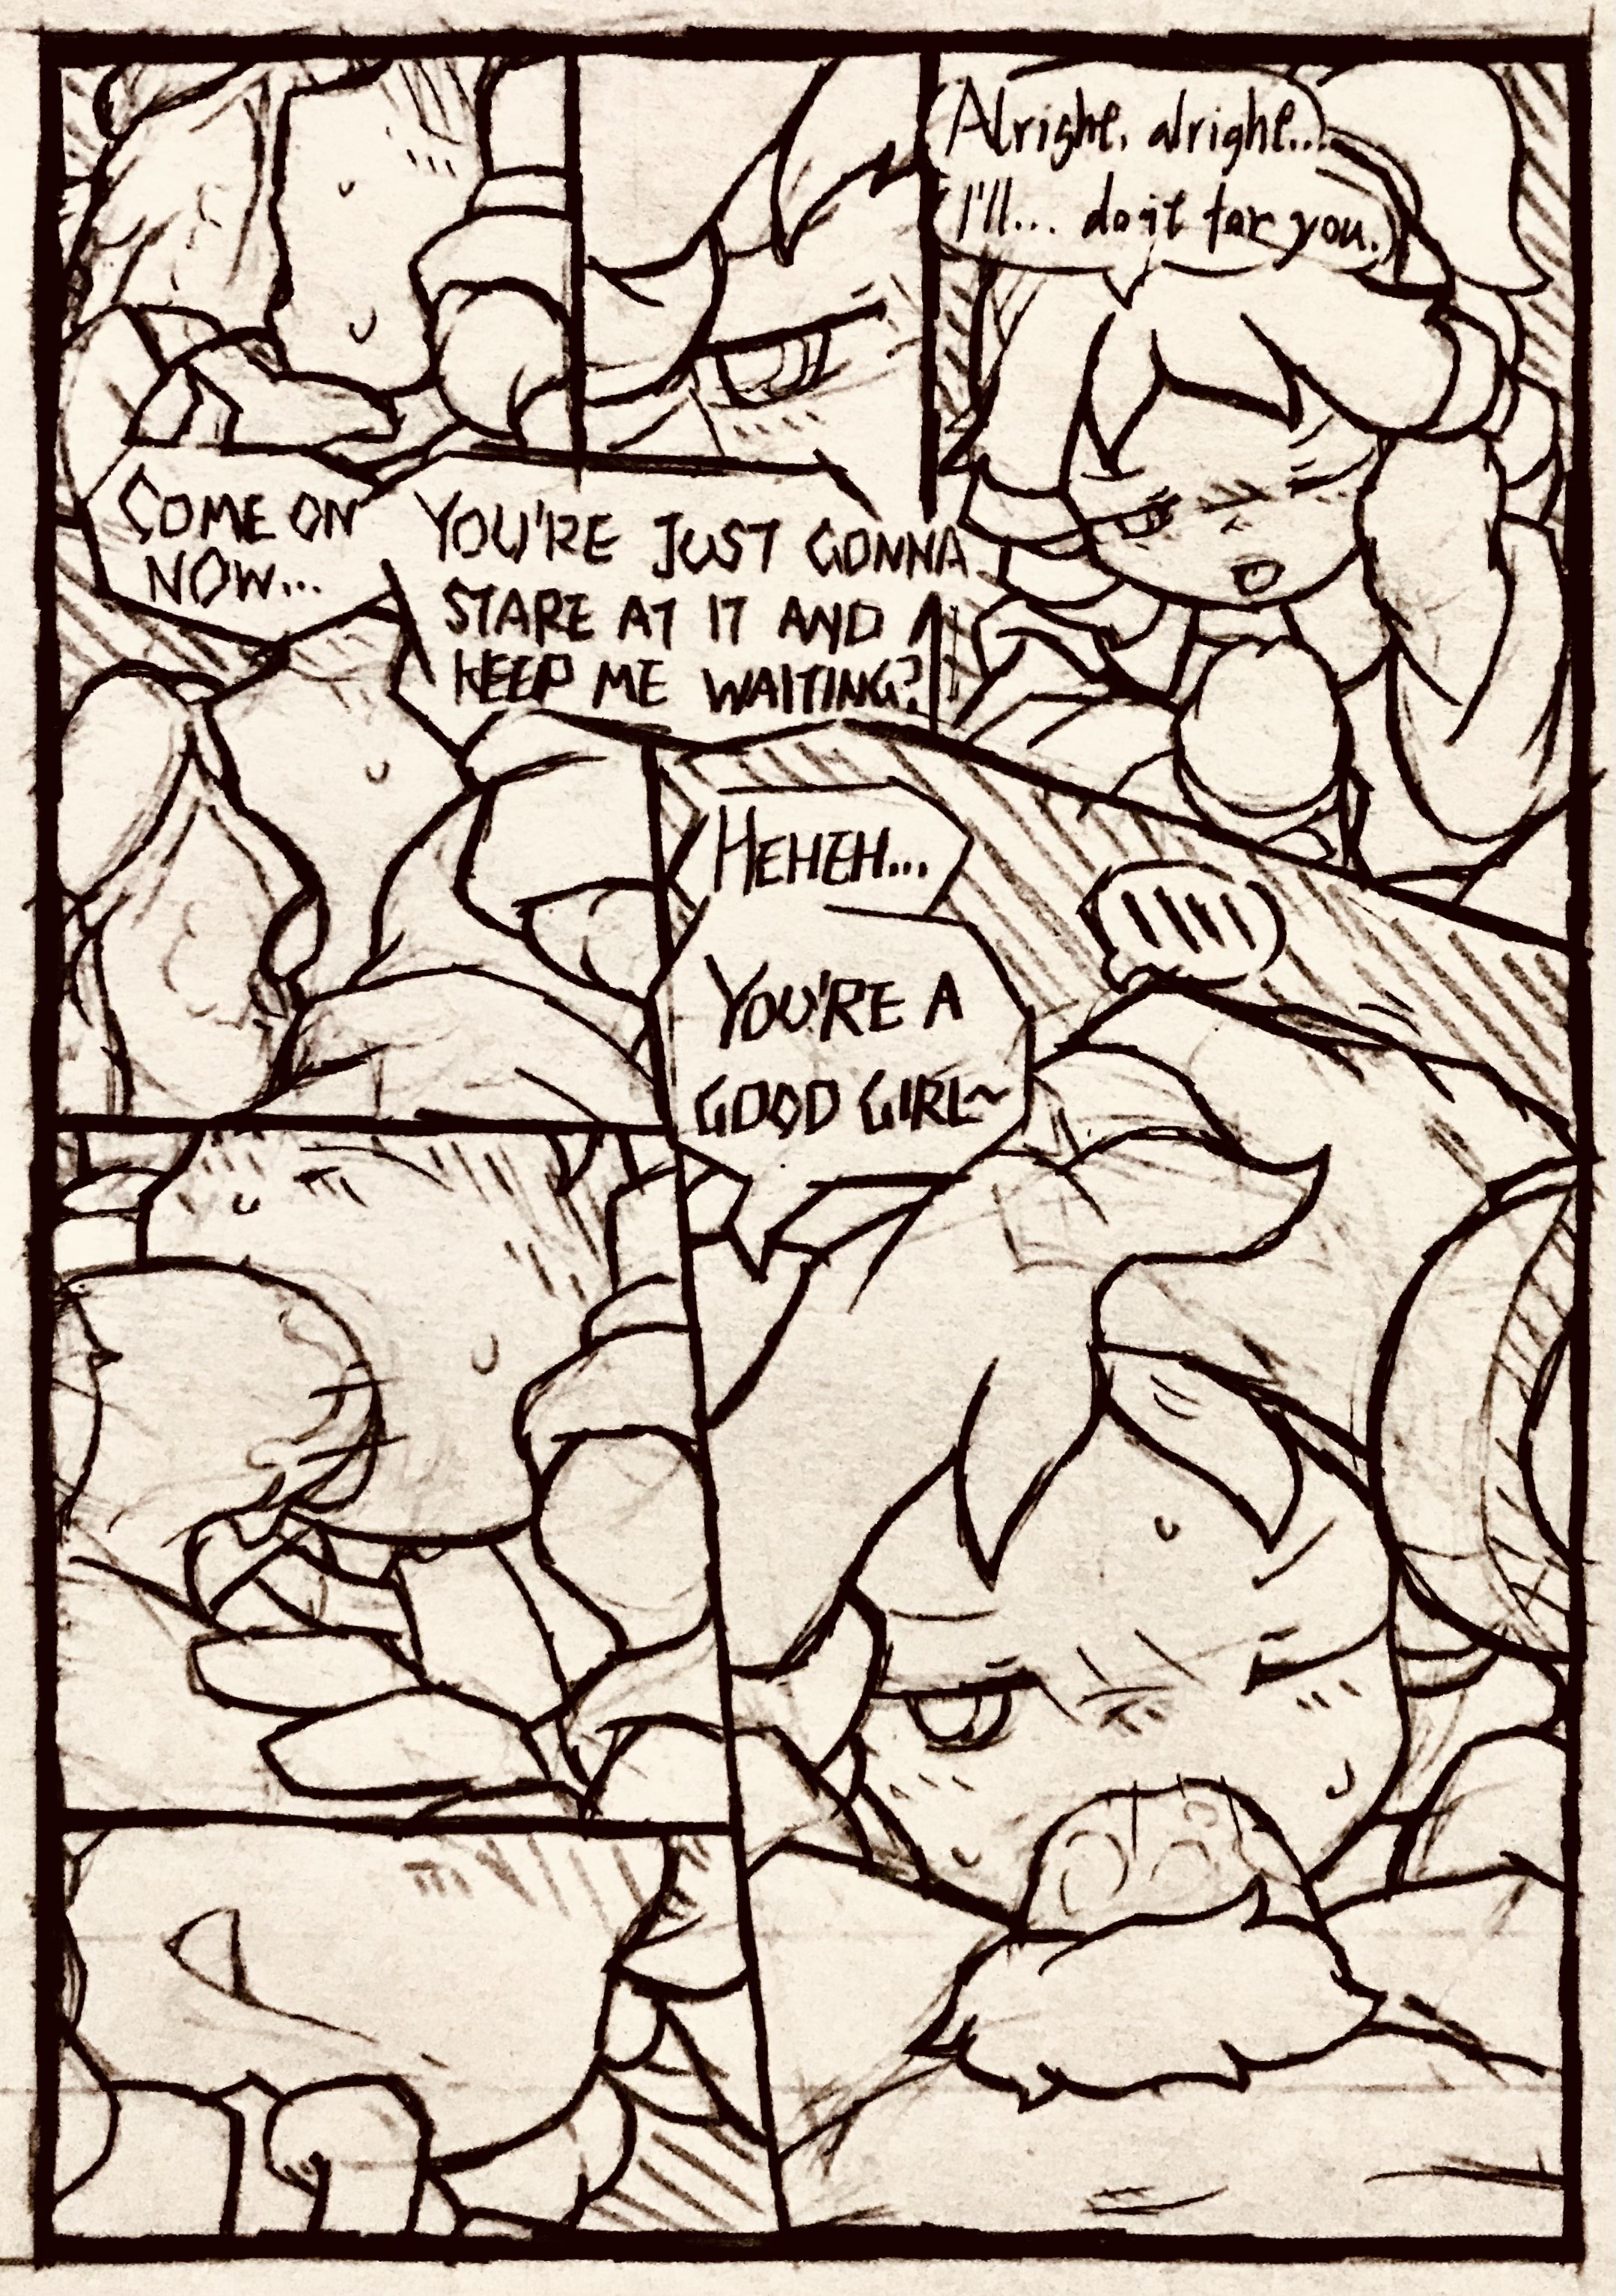 Alright, alright...
I'll... do it for you.
COME ON
NOW...
YOU'RE JUST GONNA
STARE AT IT AND
KEEP ME WAITING?
HEHEH...
YOU'RE A
GOOD GIRL~